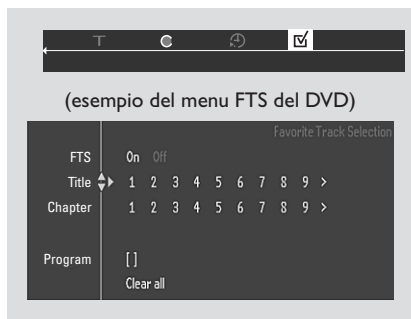 (esempio del menu FTS del DVD)
Favorite Track Selection
FTS On Off
Title 1 2 3 4 5 6 7 8 9 >
Chapter 1 2 3 4 5 6 7 8 9 >
Program [ ]
Clear all